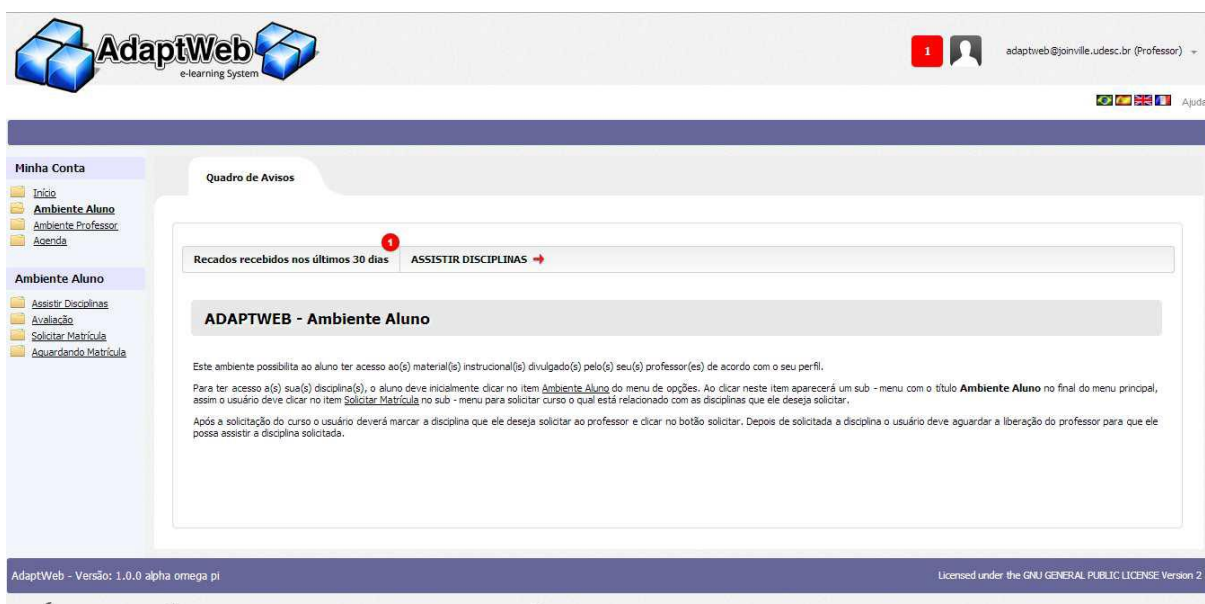 AdaptWeb
e-learning System
1
adaptweb@joinville.udesc.br (Professor)
Ajuda
Minha Conta
Início
Ambiente Aluno
Ambiente Professor
Agenda
Ambiente Aluno
Assistir Disciplinas
Avaliação
Solicitar Matrícula
Aguardando Matrícula
Quadro de Avisos
1
Recados recebidos nos últimos 30 dias
ASSISTIR DISCIPLINAS
ADAPTWEB - Ambiente Aluno
Este ambiente possibilita ao aluno ter acesso ao(s) material(is) instrucional(is) divulgado(s) pelo(s) seu(s) professor(es) de acordo com o seu perfil.
Para ter acesso a(s) sua(s) disciplina(s), o aluno deve inicialmente clicar no item Ambiente Aluno do menu de opções. Ao clicar neste item aparecerá um sub - menu com o título Ambiente Aluno no final do menu principal,
assim o usuário deve clicar no item Solicitar Matrícula no sub - menu para solicitar curso o qual está relacionado com as disciplinas que ele deseja solicitar.
Após a solicitação do curso o usuário deverá marcar a disciplina que ele deseja solicitar ao professor e clicar no botão solicitar. Depois de solicitada a disciplina o usuário deve aguardar a liberação do professor para que ele
possa assistir a disciplina solicitada.
AdaptWeb - Versão: 1.0.0 alpha omega pi
Licensed under the GNU GENERAL PUBLIC LICENSE Version 2